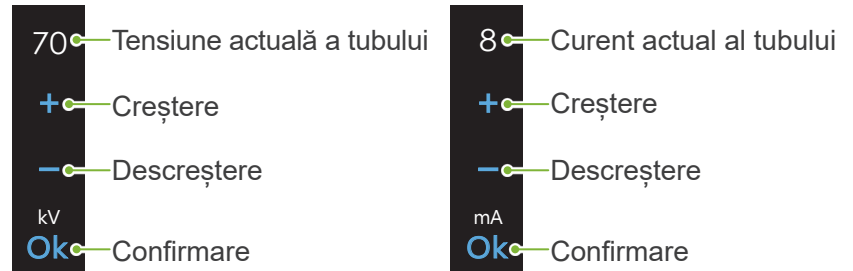 70 Tensiune actuală a tubului
+ Creștere
– Descreștere
kV
Ok Confirmare
8 Curent actual al tubului
+ Creștere
– Descreștere
mA
Ok Confirmare